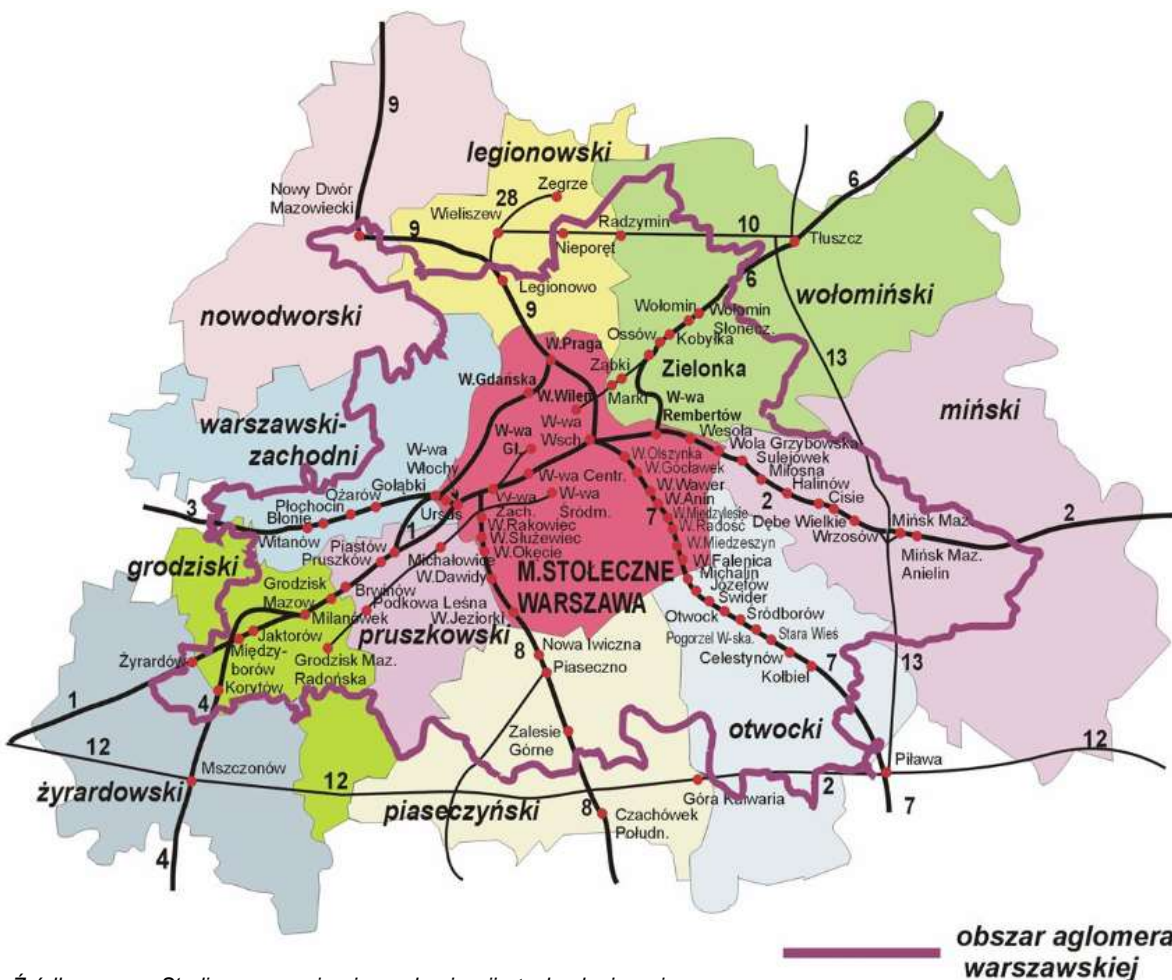 9
legionowski
Zegrze
28
Nowy Dwór
Mazowiecki
Wieliszew
Radzymin
6
9
10
Nieporęt
Tłuszcz
Legionowo
6
wołomiński
nowodworski
9
Wołomin
Wołomin
Słonecz.
Ossów
Kobyłka
W.Praga
Ząbki
Zielonka
13
W.Gdańska
W.Wilen
Marki
W-wa
Rembertów
miński
warszawski-
zachodni
W-wa
Gł.
W-wa
Wsch.
Wesoła
Wola Grzybowska
W-wa
Włochy
W.Olszynka
Sulejówek
W.Gocławek
Miłosna
Gołąbki
W-wa Centr.
W.Wawer
Halinów
Ożarów
W.Anin
2
Cisie
3
Płochocin
Ursus
W-wa
Zach.
W-wa
Śródm.
W.Międzylesie
Błonie
7
W.Radość
Dębe Wielkie
Mińsk Maz.
2
Witanów
1
W.Rakowiec
W.Służewiec
W.Miedzeszyn
Wrzosów
Piastów
W.Okęcie
Mińsk Maz.
Anielin
Pruszków
Michałowice
W.Falenica
grodziski
W.Dawidy
M.STOŁECZNE
WARSZAWA
Michalin
Józefów
Grodzisk
Mazow.
Brwinów
Świder
Podkowa Leśna
Otwock
Śródborów
Milanówek
W.Jeziorki
pruszkowski
Pogorzel W-ska.
Stara Wieś
Jaktorów
8
Nowa Iwiczna
Celestynów
Żyrardów
Między-
borów
Grodzisk Maz.
Radońska
Piaseczno
7
13
Kołbiel
4
Korytów
1
Zalesie
Górne
otwocki
12
12
Mszczonów
12
2
Piława
żyrardowski
piaseczyński
Góra Kalwaria
8
Czachówek
Połudn.
7
4
obszar aglomera
warszawskiej